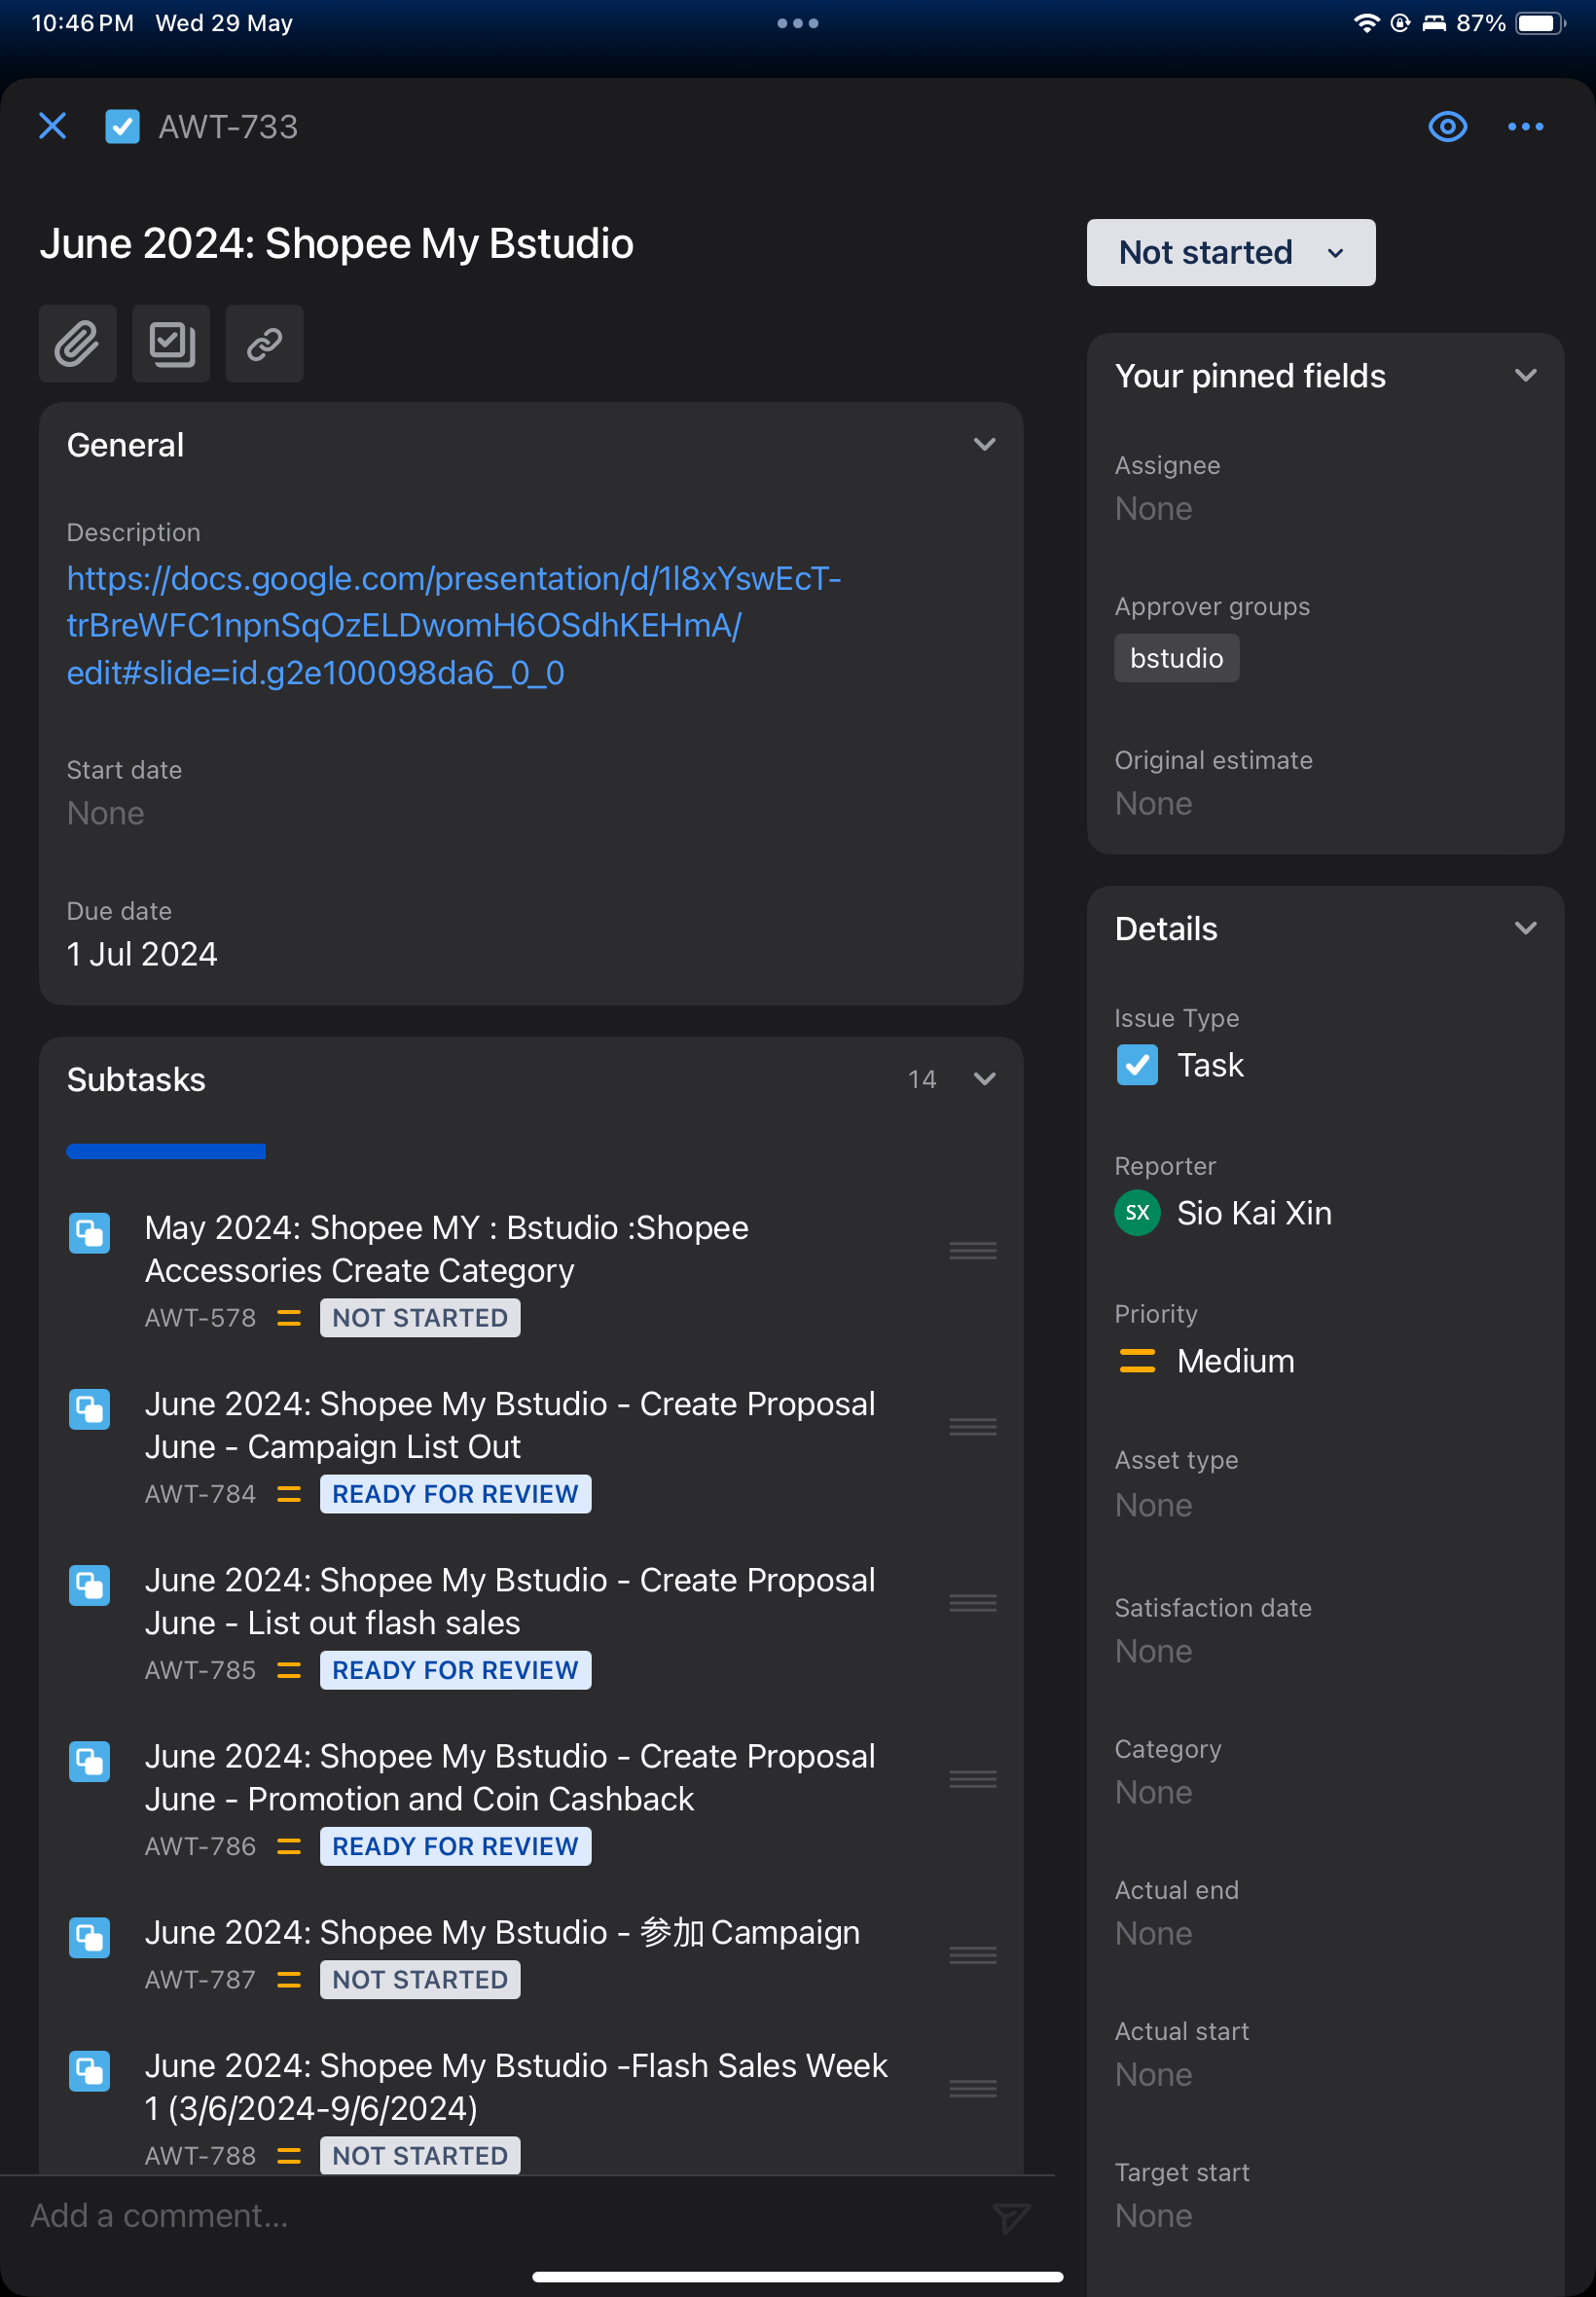 10:46 PM Wed 29 May
87%
AWT-733
June 2024: Shopee My Bstudio
General
Description
https://docs.google.com/presentation/d/1l8xYswEcT-
trBreWFC1npnSqOzELDwomH6OSdhKEHmA/
edit#slide=id.g2e100098da6_0_0
Start date
None
Due date
1 Jul 2024
Subtasks
14
May 2024: Shopee MY : Bstudio :Shopee
Accessories Create Category
AWT-578 NOT STARTED
June 2024: Shopee My Bstudio - Create Proposal
June - Campaign List Out
AWT-784 READY FOR REVIEW
June 2024: Shopee My Bstudio - Create Proposal
June - List out flash sales
AWT-785 READY FOR REVIEW
June 2024: Shopee My Bstudio - Create Proposal
June - Promotion and Coin Cashback
AWT-786 READY FOR REVIEW
June 2024: Shopee My Bstudio - 参加 Campaign
AWT-787 NOT STARTED
June 2024: Shopee My Bstudio -Flash Sales Week
1 (3/6/2024-9/6/2024)
AWT-788 NOT STARTED
Add a comment...
Not started
Your pinned fields
Assignee
None
Approver groups
bstudio
Original estimate
None
Details
Issue Type
Task
Reporter
SX Sio Kai Xin
Priority
Medium
Asset type
None
Satisfaction date
None
Category
None
Actual end
None
Actual start
None
Target start
None